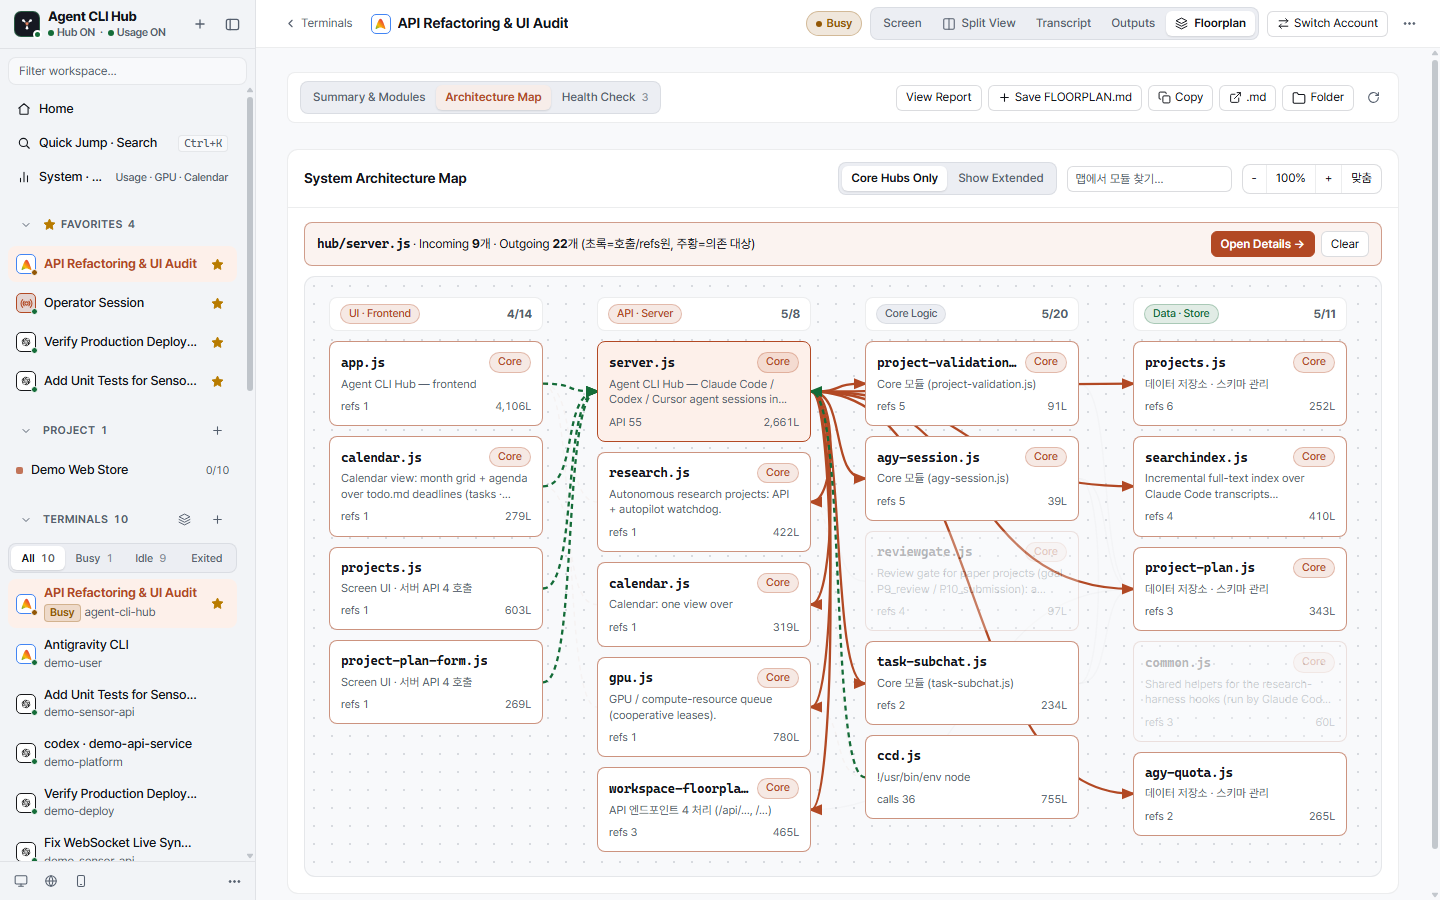 Agent CLI Hub
Hub ON · Usage ON
Filter workspace...
Home
Quick Jump · Search Ctrl+K
System · ... Usage · GPU · Calendar
FAVORITES 4
API Refactoring & UI Audit
Operator Session
Verify Production Deploy...
Add Unit Tests for Senso...
PROJECT 1
Demo Web Store 0/10
TERMINALS 10
All 10 Busy 1 Idle 9 Exited
API Refactoring & UI Audit
Busy agent-cli-hub
Antigravity CLI
demo-user
Add Unit Tests for Senso...
demo-sensor-api
codex · demo-api-service
demo-platform
Verify Production Deploy...
demo-deploy
Fix WebSocket Live Syn...
demo-sensor-api
Terminals
API Refactoring & UI Audit
Busy
Screen Split View Transcript Outputs Floorplan
Switch Account
Summary & Modules Architecture Map Health Check 3
View Report Save FLOORPLAN.md Copy .md Folder
System Architecture Map
Core Hubs Only Show Extended
맵에서 모듈 찾기...
- 100% + 맞춤
hub/server.js · Incoming 9개 · Outgoing 22개 (초록=호출/refs원, 주황=의존 대상)
Open Details → Clear
UI · Frontend 4/14
app.js Core
Agent CLI Hub — frontend
refs 1 4,106L
calendar.js Core
Calendar view: month grid + agenda
over todo.md deadlines (tasks ·...
refs 1 279L
projects.js
Screen UI · 서버 API 4 호출
refs 1 603L
project-plan-form.js
Screen UI · 서버 API 4 호출
refs 1 269L
API · Server 5/8
server.js Core
Agent CLI Hub — Claude Code /
Codex / Cursor agent sessions in...
API 55 2,661L
research.js Core
Autonomous research projects: API
+ autopilot watchdog.
refs 1 422L
calendar.js Core
Calendar: one view over
refs 1 319L
gpu.js Core
GPU / compute-resource queue
(cooperative leases).
refs 1 780L
workspace-floorpla... Core
API 엔드포인트 4 처리 (/api/..., /...)
refs 3 465L
Core Logic 5/20
project-validation... Core
Core 모듈 (project-validation.js)
refs 5 91L
agy-session.js Core
Core 모듈 (agy-session.js)
refs 5 39L
reviewgate.js Core
Review gate for paper projects (goal
P9_review / P10_submission): a...
refs 4 97L
task-subchat.js
Core 모듈 (task-subchat.js)
refs 2 234L
ccd.js
!/usr/bin/env node
calls 36 755L
Data · Store 5/11
projects.js Core
데이터 저장소 · 스키마 관리
refs 6 252L
searchindex.js Core
Incremental full-text index over
Claude Code transcripts...
refs 4 410L
project-plan.js Core
데이터 저장소 · 스키마 관리
refs 3 343L
common.js Core
Shared helpers for the research-
harness hooks (run by Claude Cod...
refs 3 60L
agy-quota.js
데이터 저장소 · 스키마 관리
refs 2 265L